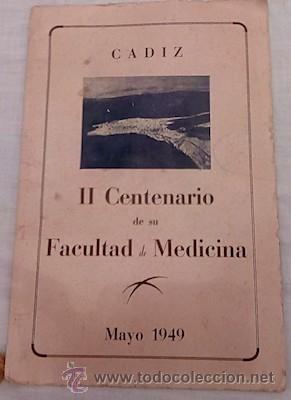 CADIZ
II Centenario
de su
Facultad de Medicina
Mayo 1949
www.todocoleccion.net